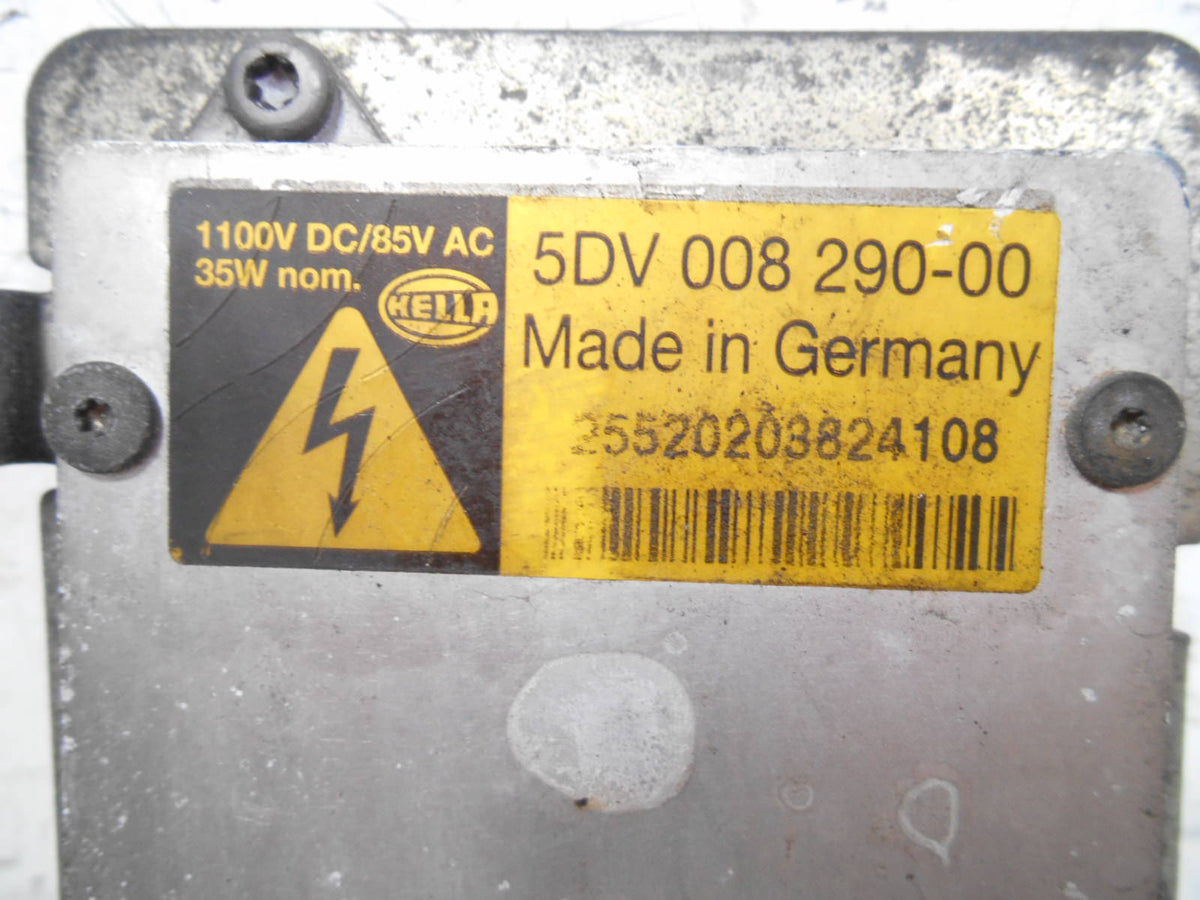 1100V DC/85V AC
35W nom.
HELLA
5DV 008 290-00
Made in Germany
25520203824108